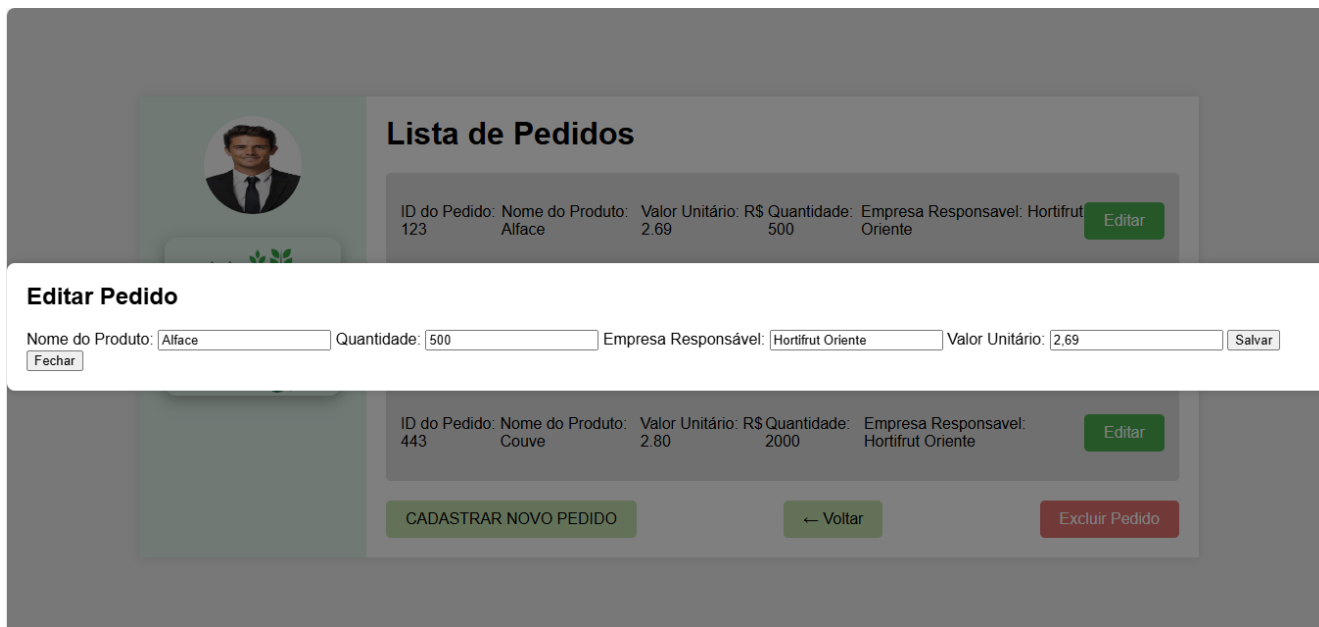 Lista de Pedidos
ID do Pedido: Nome do Produto: Valor Unitário: R$ Quantidade: Empresa Responsavel: Hortifrut
123 Alface 2.69 500 Oriente
Editar
Editar Pedido
Nome do Produto: Alface Quantidade: 500 Empresa Responsável: Hortifrut Oriente Valor Unitário: 2,69 Salvar
Fechar
ID do Pedido: Nome do Produto: Valor Unitário: R$ Quantidade: Empresa Responsavel:
443 Couve 2.80 2000 Hortifrut Oriente
Editar
CADASTRAR NOVO PEDIDO ← Voltar Excluir Pedido